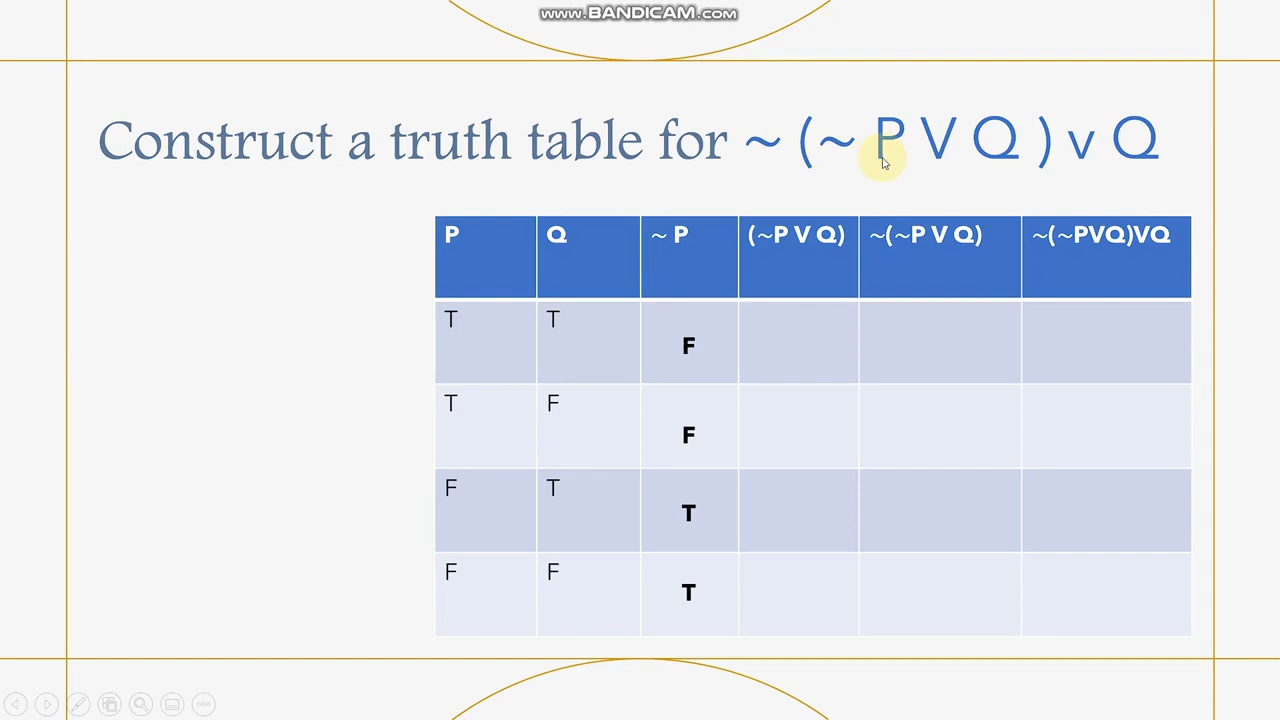 www.BANDICAM.com
Construct a truth table for ~ (~ P V Q ) v Q
P Q ~ P (~P V Q) ~(~P V Q) ~(~PVQ)VQ
T T F
T F F
F T T
F F T